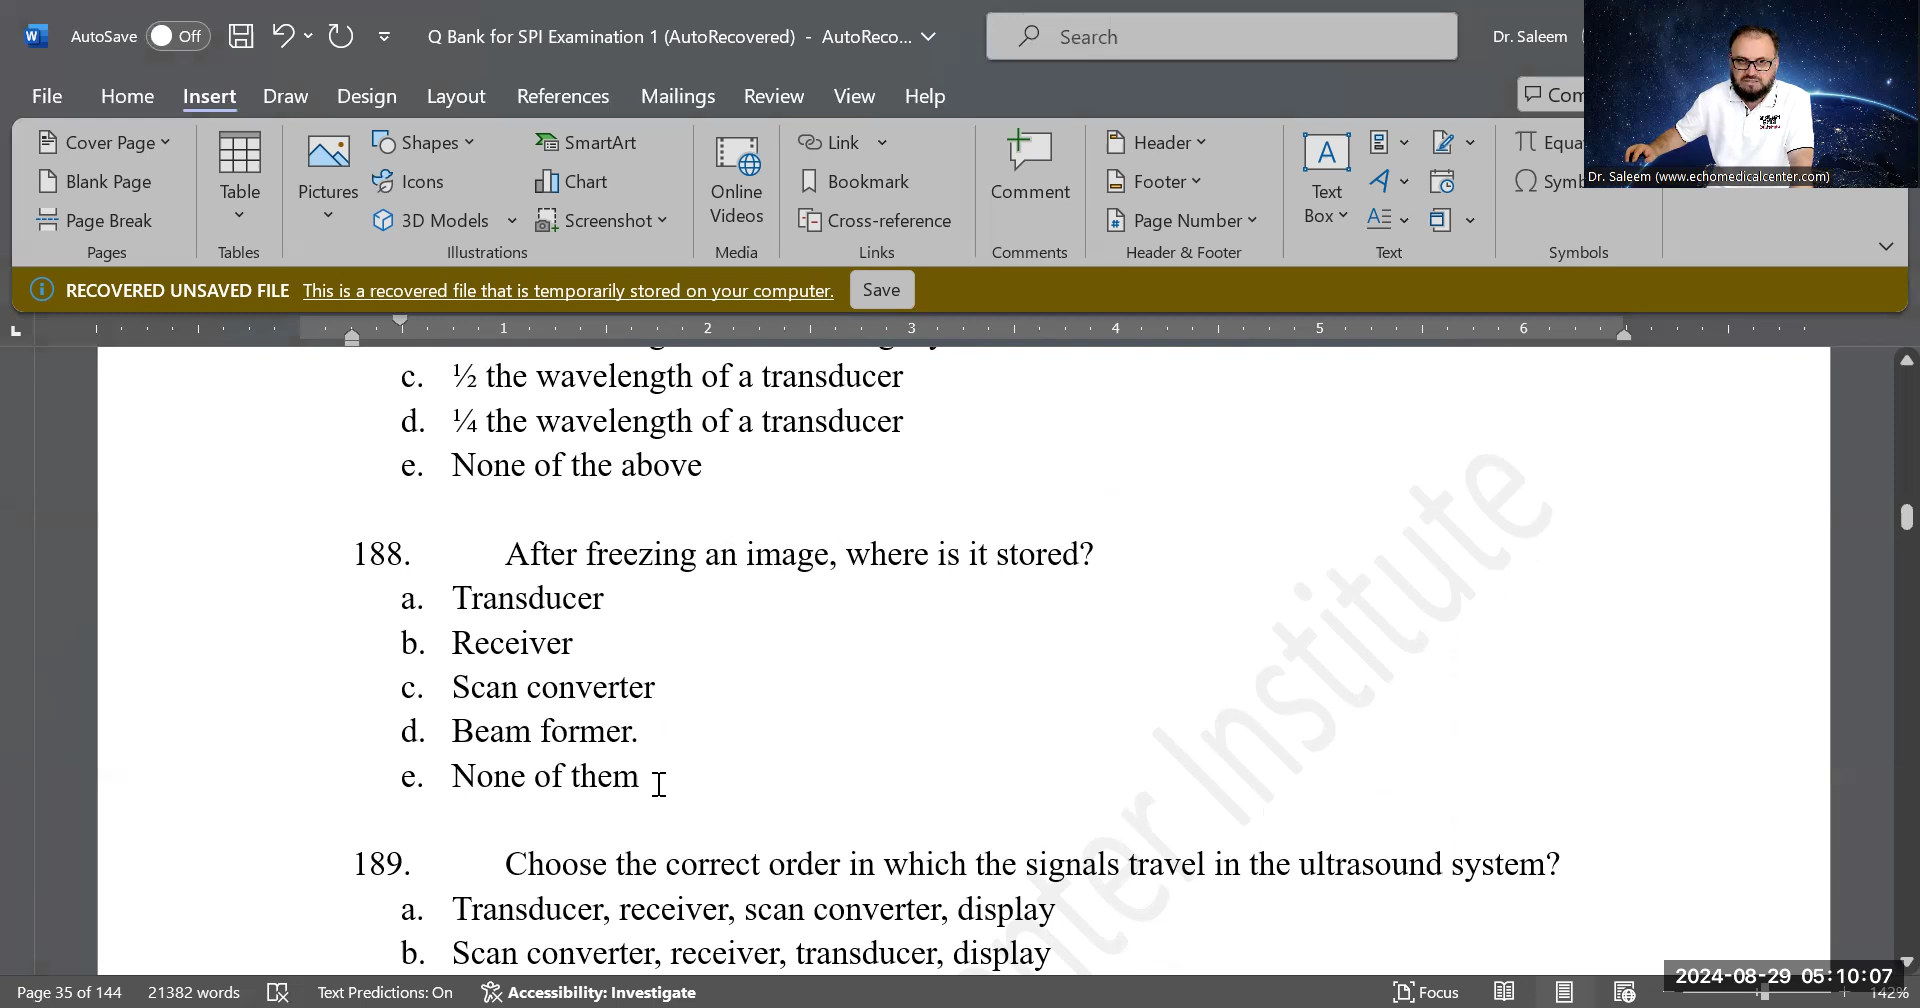 AutoSave Off Q Bank for SPI Examination 1 (AutoRecovered) - AutoReco... Search Dr. Saleem
File Home Insert Draw Design Layout References Mailings Review View Help
Cover Page
Blank Page
Page Break
Pages
Table
Tables
Pictures
Shapes
Icons
3D Models
SmartArt
Chart
Screenshot
Illustrations
Online
Videos
Media
Link
Bookmark
Cross-reference
Links
Comment
Comments
Header
Footer
Page Number
Header & Footer
Text
Box
Text
Symbols
Dr. Saleem (www.echomedicalcenter.com)
RECOVERED UNSAVED FILE This is a recovered file that is temporarily stored on your computer. Save
1 2 3 4 5 6
c. ½ the wavelength of a transducer
d. ¼ the wavelength of a transducer
e. None of the above
188. After freezing an image, where is it stored?
a. Transducer
b. Receiver
c. Scan converter
d. Beam former.
e. None of them
189. Choose the correct order in which the signals travel in the ultrasound system?
a. Transducer, receiver, scan converter, display
b. Scan converter, receiver, transducer, display
Institute
Page 35 of 144 21382 words Text Predictions: On Accessibility: Investigate Focus 142%
2024-08-29 05:10:07